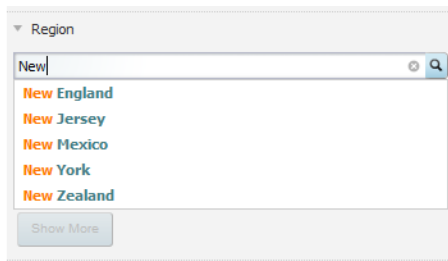 Region
New
New England
New Jersey
New Mexico
New York
New Zealand
Show More